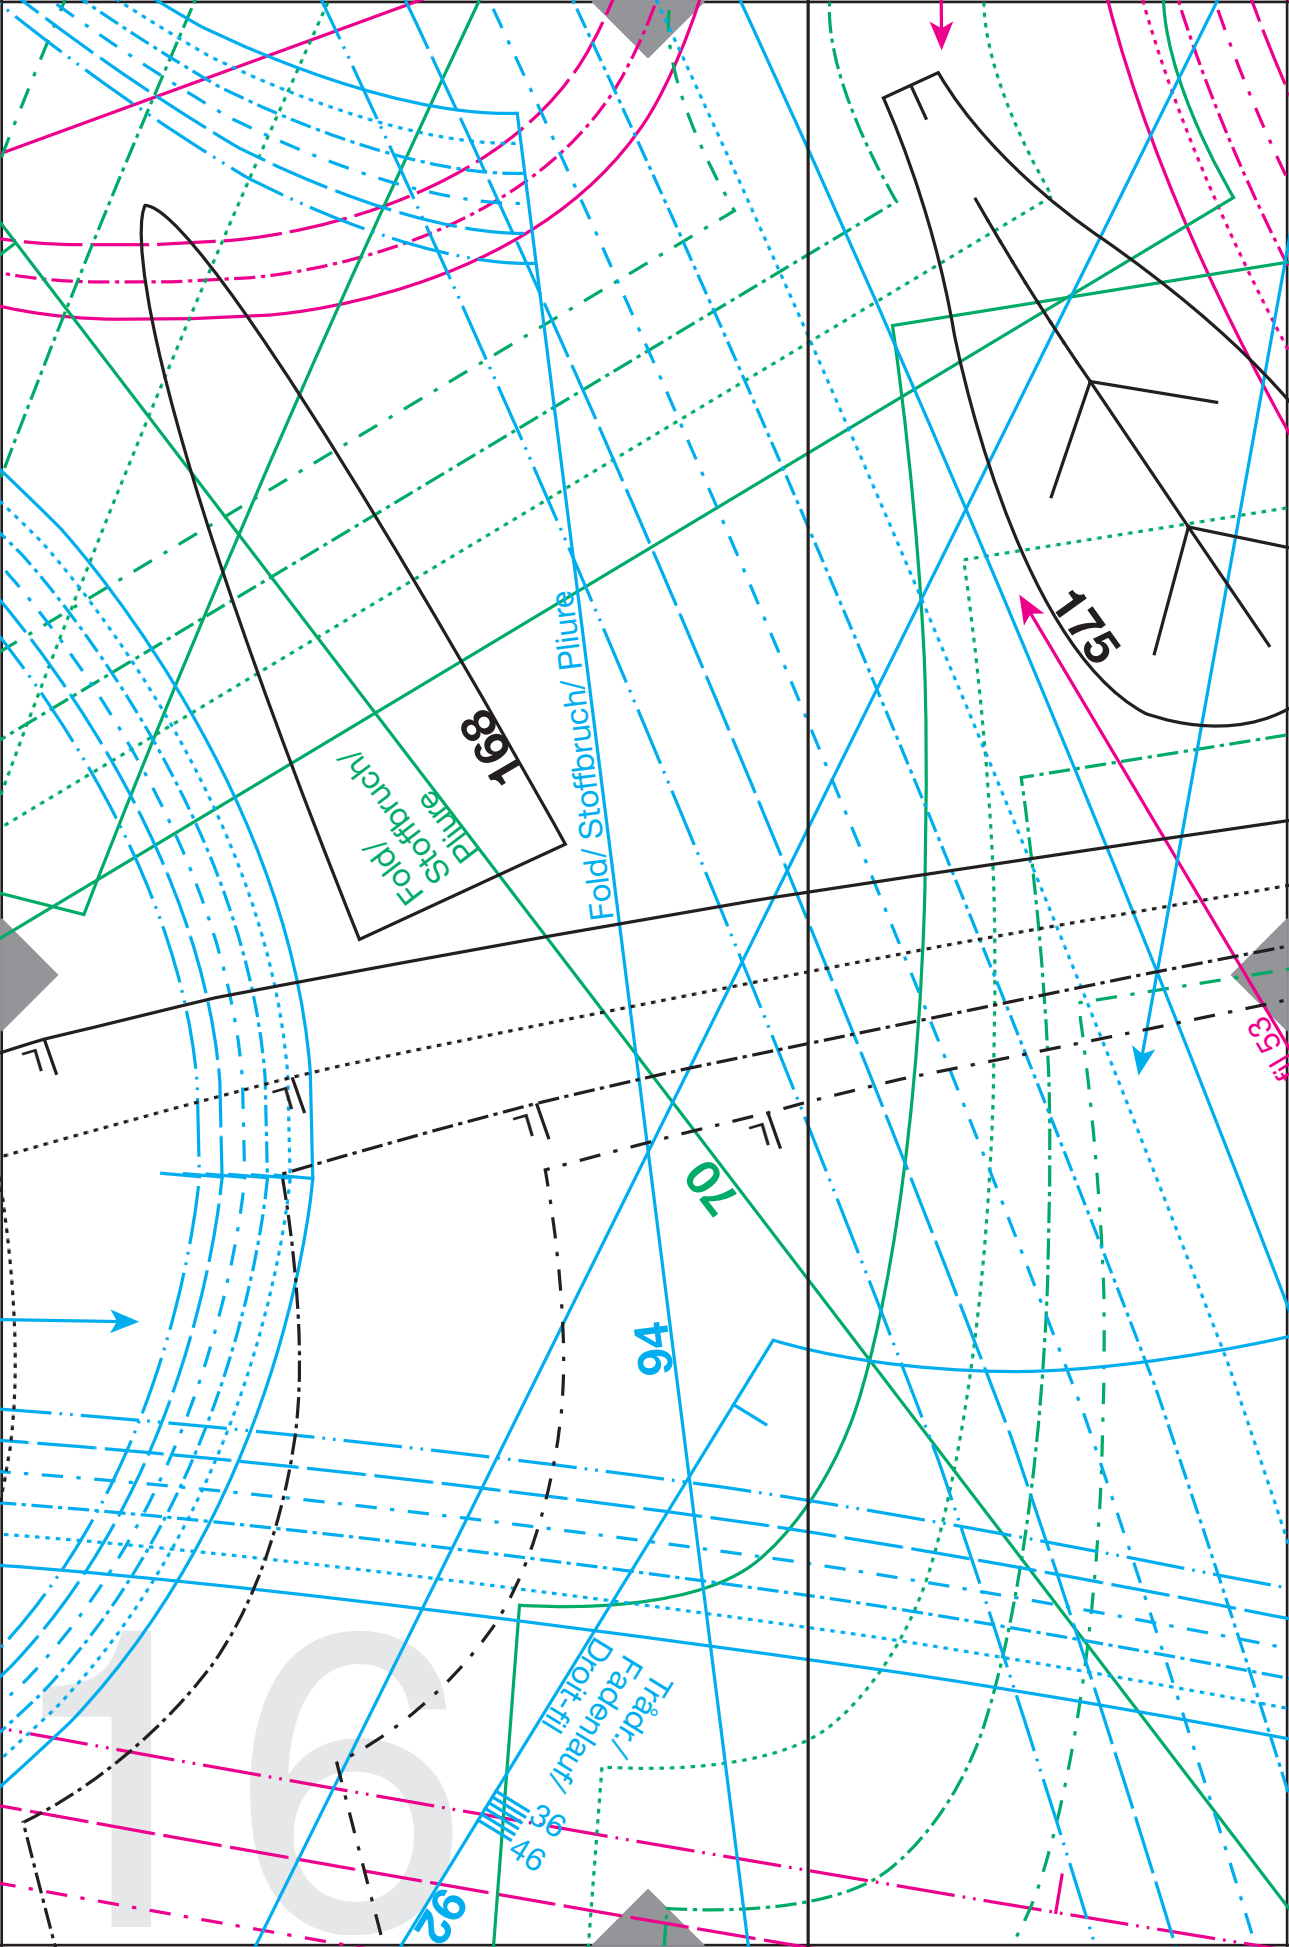 175
168
Fold/ Stoffbruch/ Pliure
Fold/
Stoffbruch/
Pliure
fil 53
70
94
16
Trådr./
Fadenlauf/
Droit-fil
36
46
92